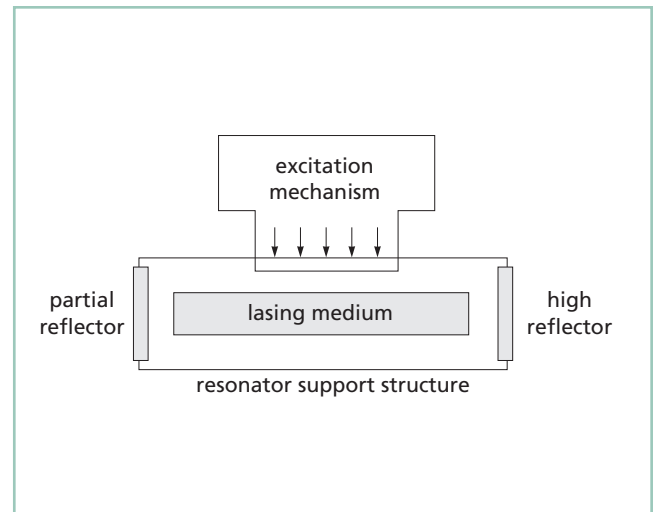 excitation
mechanism
partial
reflector
lasing medium
high
reflector
resonator support structure